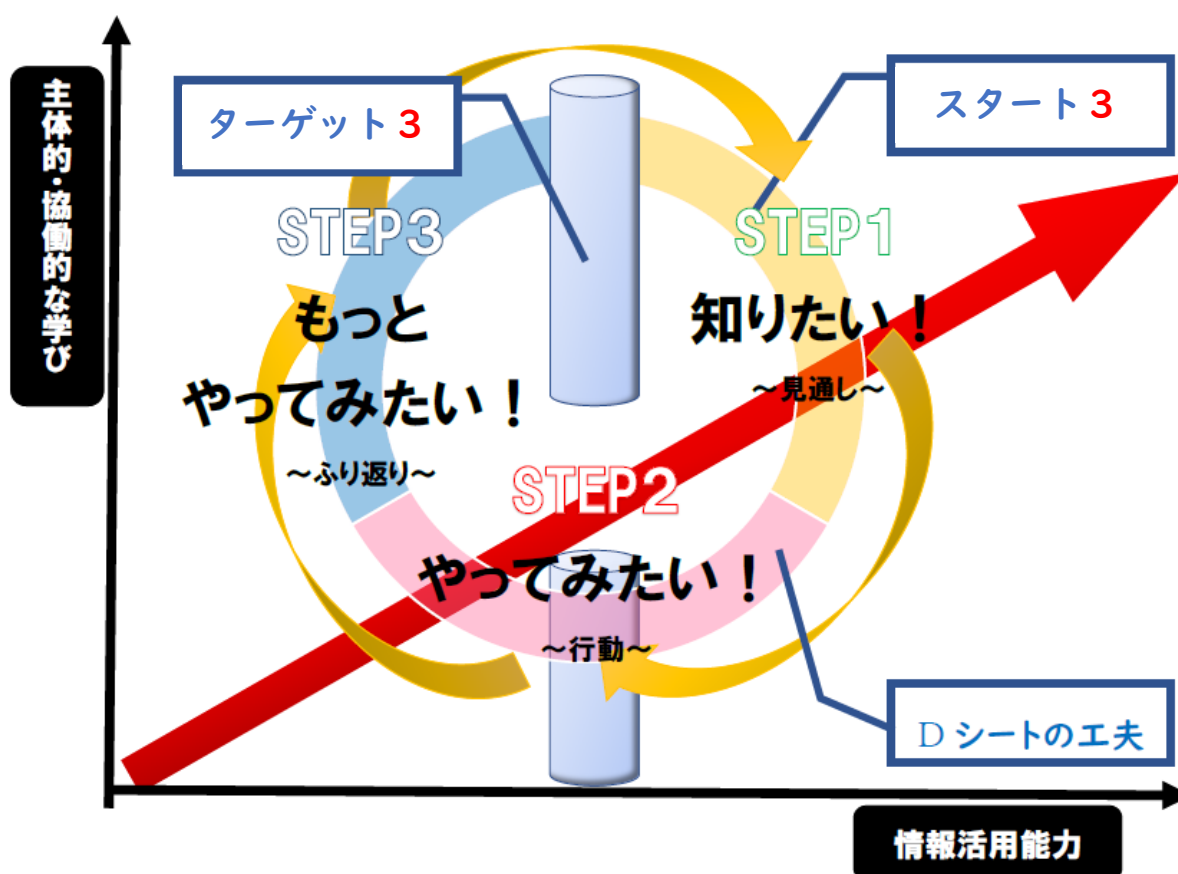 主体的・協働的な学び
ターゲット3
スタート3
STEP3
もっと
やってみたい！
～ふり返り～
STEP1
知りたい！
～見通し～
STEP2
やってみたい！
～行動～
Dシートの工夫
情報活用能力